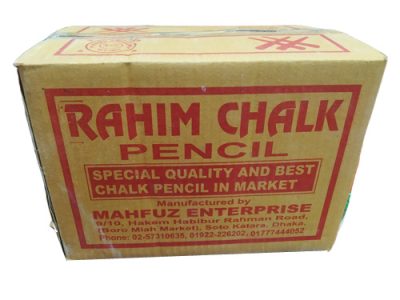 RAHIM CHALK
PENCIL
SPECIAL QUALITY AND BEST
CHALK PENCIL IN MARKET
Manufactured by
MAHFUZ ENTERPRISE
9/10, Hakem Habibur Rahman Road,
(Boro Miah Market), Soto Katara, Dhaka,
Phone: 02-57310635, 01922-226202, 01777444052